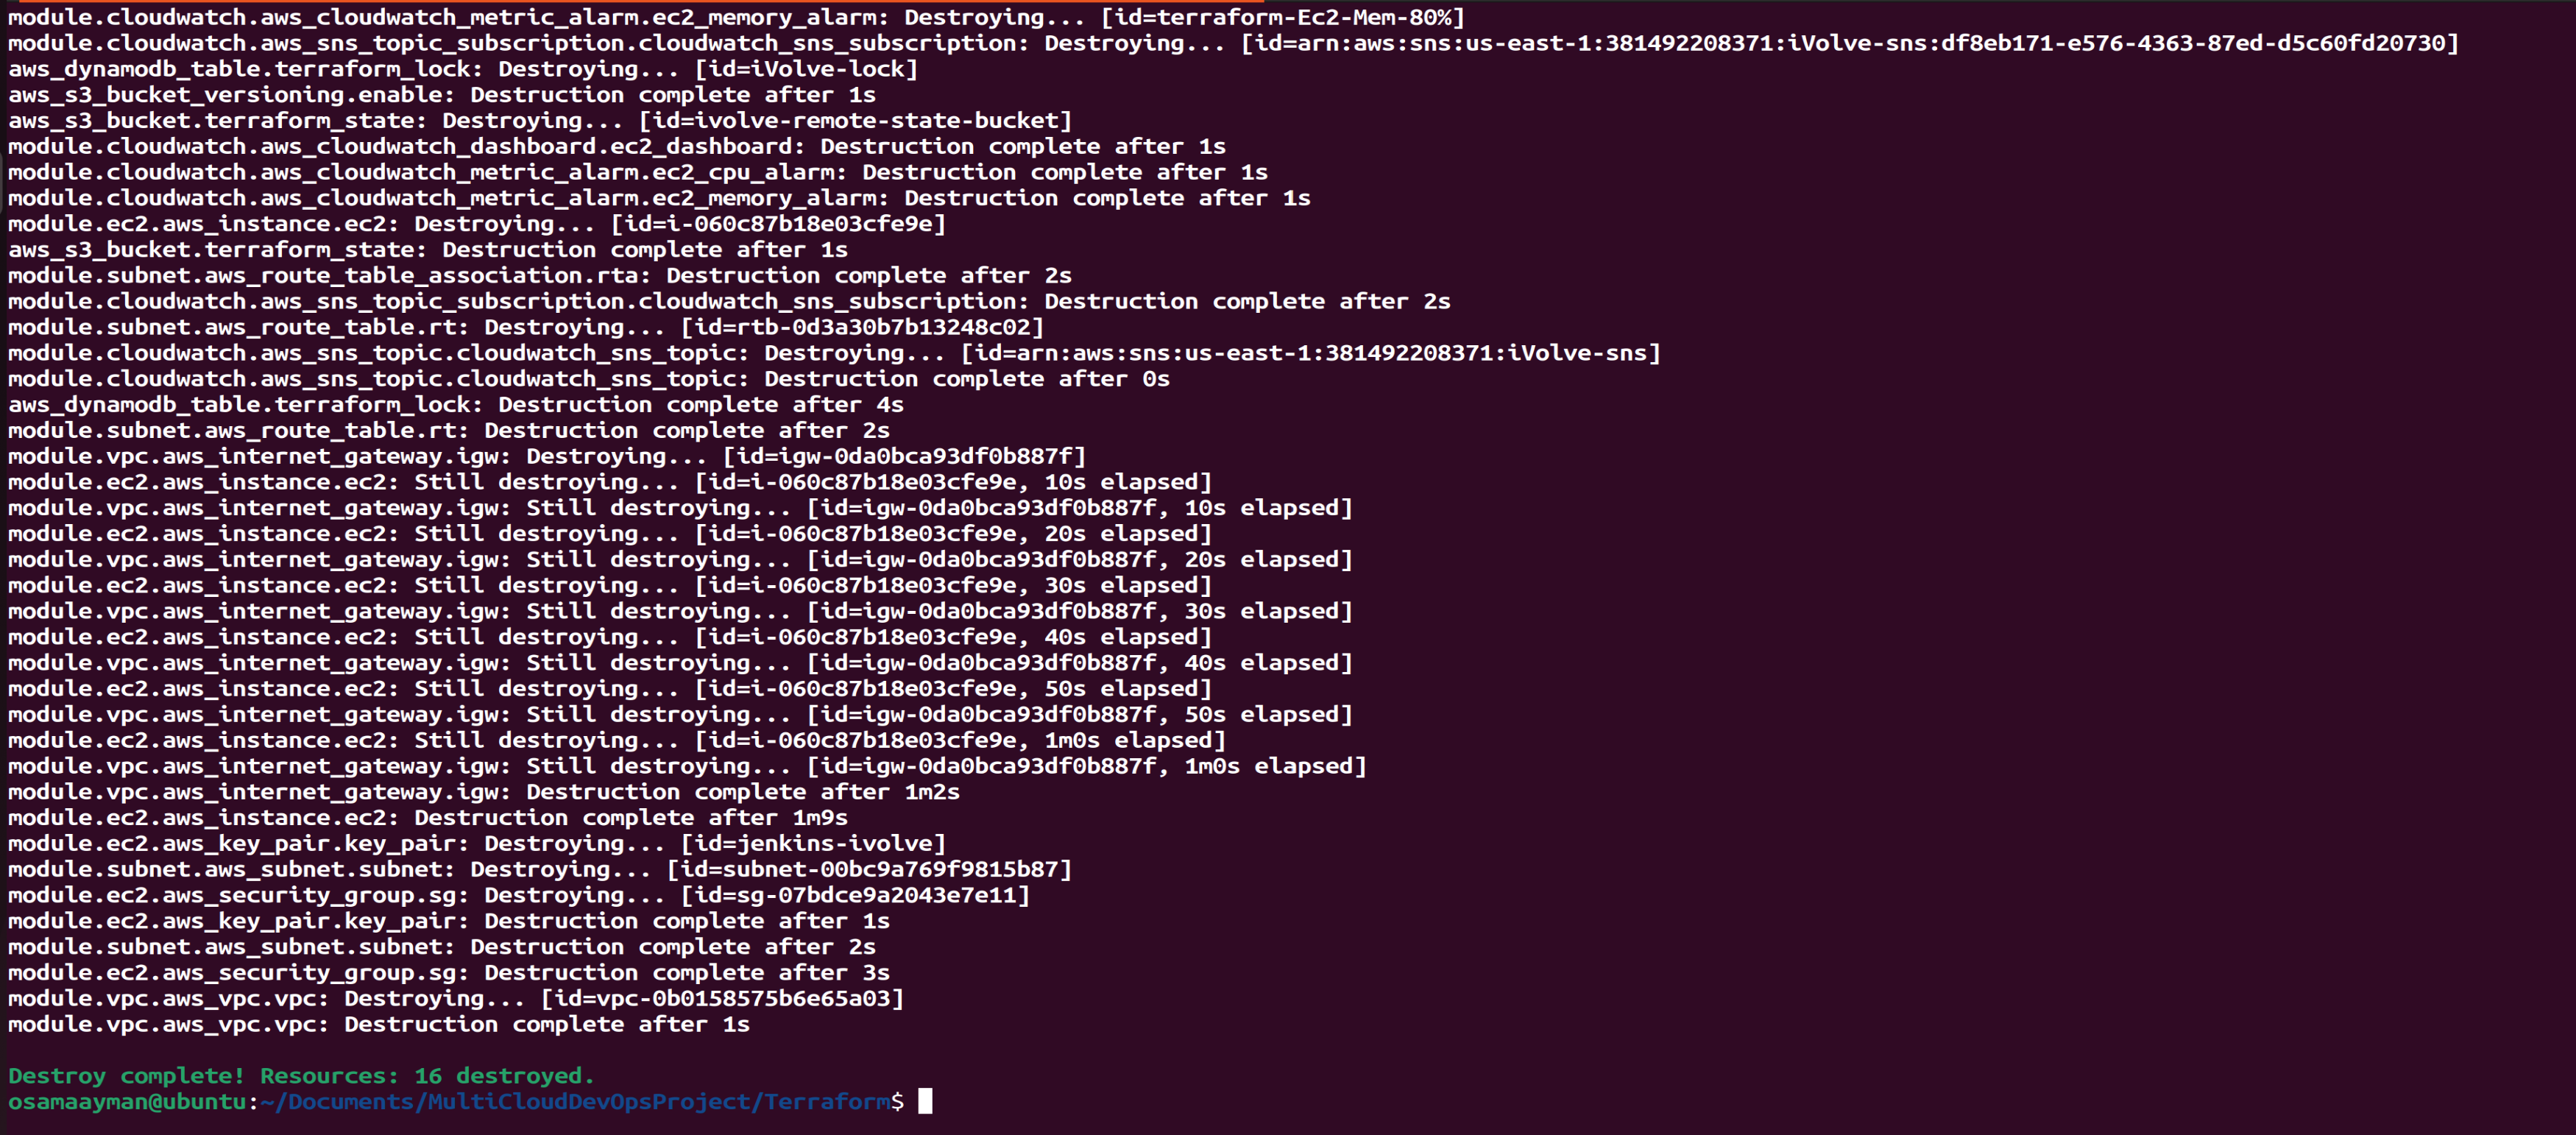 module.cloudwatch.aws_cloudwatch_metric_alarm.ec2_memory_alarm: Destroying... [id=terraform-Ec2-Mem-80%]
module.cloudwatch.aws_sns_topic_subscription.cloudwatch_sns_subscription: Destroying... [id=arn:aws:sns:us-east-1:381492208371:iVolve-sns:df8eb171-e576-4363-87ed-d5c60fd20730]
aws_dynamodb_table.terraform_lock: Destroying... [id=iVolve-lock]
aws_s3_bucket_versioning.enable: Destruction complete after 1s
aws_s3_bucket.terraform_state: Destroying... [id=ivolve-remote-state-bucket]
module.cloudwatch.aws_cloudwatch_dashboard.ec2_dashboard: Destruction complete after 1s
module.cloudwatch.aws_cloudwatch_metric_alarm.ec2_cpu_alarm: Destruction complete after 1s
module.cloudwatch.aws_cloudwatch_metric_alarm.ec2_memory_alarm: Destruction complete after 1s
module.ec2.aws_instance.ec2: Destroying... [id=i-060c87b18e03cfe9e]
aws_s3_bucket.terraform_state: Destruction complete after 1s
module.subnet.aws_route_table_association.rta: Destruction complete after 2s
module.cloudwatch.aws_sns_topic_subscription.cloudwatch_sns_subscription: Destruction complete after 2s
module.subnet.aws_route_table.rt: Destroying... [id=rtb-0d3a30b7b13248c02]
module.cloudwatch.aws_sns_topic.cloudwatch_sns_topic: Destroying... [id=arn:aws:sns:us-east-1:381492208371:iVolve-sns]
module.cloudwatch.aws_sns_topic.cloudwatch_sns_topic: Destruction complete after 0s
aws_dynamodb_table.terraform_lock: Destruction complete after 4s
module.subnet.aws_route_table.rt: Destruction complete after 2s
module.vpc.aws_internet_gateway.igw: Destroying... [id=igw-0da0bca93df0b887f]
module.ec2.aws_instance.ec2: Still destroying... [id=i-060c87b18e03cfe9e, 10s elapsed]
module.vpc.aws_internet_gateway.igw: Still destroying... [id=igw-0da0bca93df0b887f, 10s elapsed]
module.ec2.aws_instance.ec2: Still destroying... [id=i-060c87b18e03cfe9e, 20s elapsed]
module.vpc.aws_internet_gateway.igw: Still destroying... [id=igw-0da0bca93df0b887f, 20s elapsed]
module.ec2.aws_instance.ec2: Still destroying... [id=i-060c87b18e03cfe9e, 30s elapsed]
module.vpc.aws_internet_gateway.igw: Still destroying... [id=igw-0da0bca93df0b887f, 30s elapsed]
module.ec2.aws_instance.ec2: Still destroying... [id=i-060c87b18e03cfe9e, 40s elapsed]
module.vpc.aws_internet_gateway.igw: Still destroying... [id=igw-0da0bca93df0b887f, 40s elapsed]
module.ec2.aws_instance.ec2: Still destroying... [id=i-060c87b18e03cfe9e, 50s elapsed]
module.vpc.aws_internet_gateway.igw: Still destroying... [id=igw-0da0bca93df0b887f, 50s elapsed]
module.ec2.aws_instance.ec2: Still destroying... [id=i-060c87b18e03cfe9e, 1m0s elapsed]
module.vpc.aws_internet_gateway.igw: Still destroying... [id=igw-0da0bca93df0b887f, 1m0s elapsed]
module.vpc.aws_internet_gateway.igw: Destruction complete after 1m2s
module.ec2.aws_instance.ec2: Destruction complete after 1m9s
module.ec2.aws_key_pair.key_pair: Destroying... [id=jenkins-ivolve]
module.subnet.aws_subnet.subnet: Destroying... [id=subnet-00bc9a769f9815b87]
module.ec2.aws_security_group.sg: Destroying... [id=sg-07bdce9a2043e7e11]
module.ec2.aws_key_pair.key_pair: Destruction complete after 1s
module.subnet.aws_subnet.subnet: Destruction complete after 2s
module.ec2.aws_security_group.sg: Destruction complete after 3s
module.vpc.aws_vpc.vpc: Destroying... [id=vpc-0b0158575b6e65a03]
module.vpc.aws_vpc.vpc: Destruction complete after 1s
Destroy complete! Resources: 16 destroyed.
osamaayman@ubuntu:~/Documents/MultiCloudDevOpsProject/Terraform$